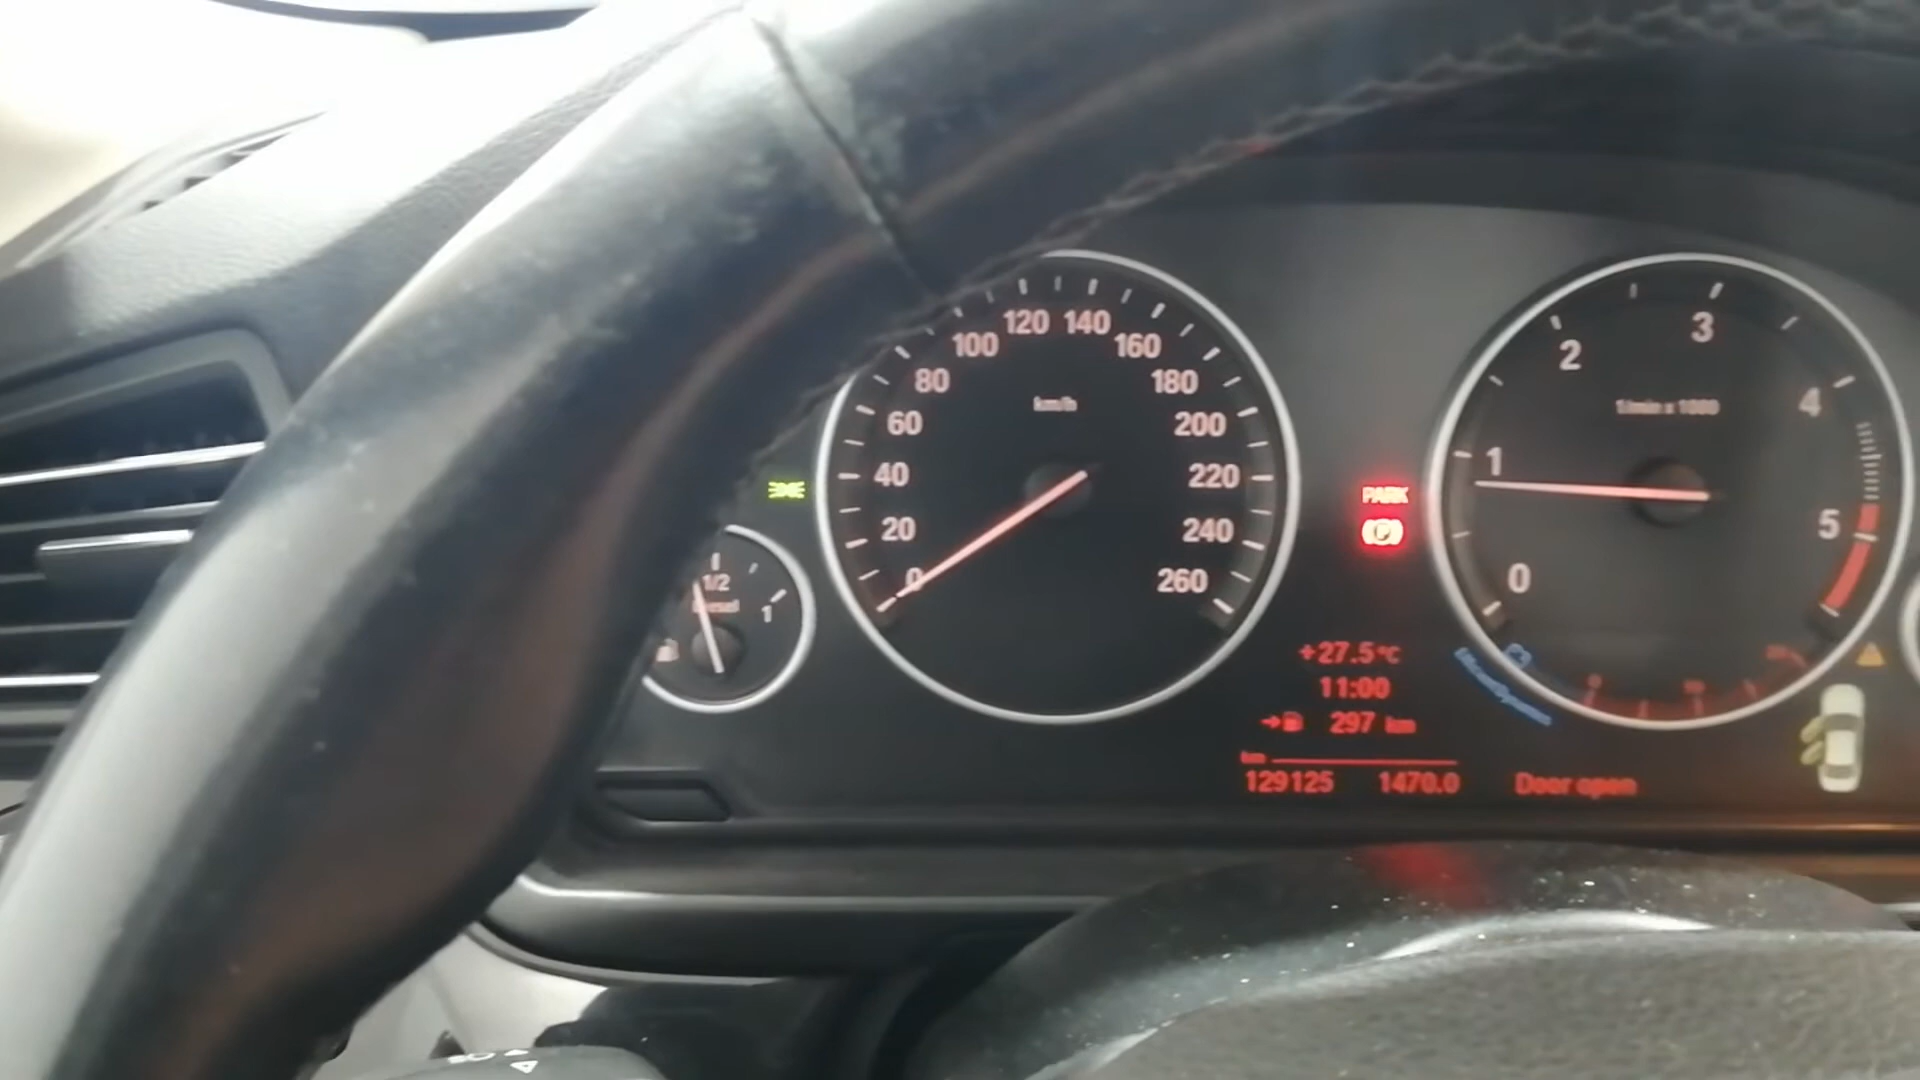 120 140
100 160
80 180
60 200
40 220
20 240
0 260
km/h
1/2
Diesel
1
PARK
P
0
1
2
3
4
5
1/min x 1000
+27.5°C
11:00
297 km
km
129125 1470.0
Door open